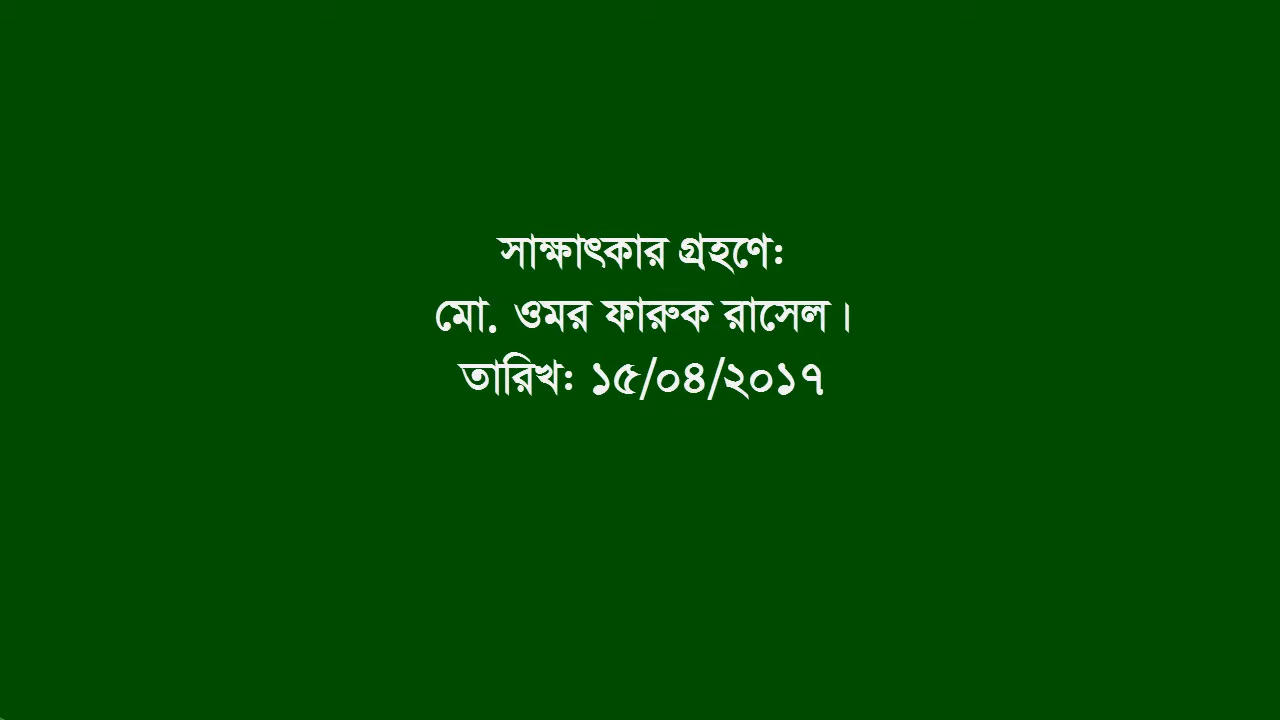 সাক্ষাৎকার গ্রহণে:
মো. ওমর ফারুক রাসেল।
তারিখ: ১৫/০৪/২০১৭